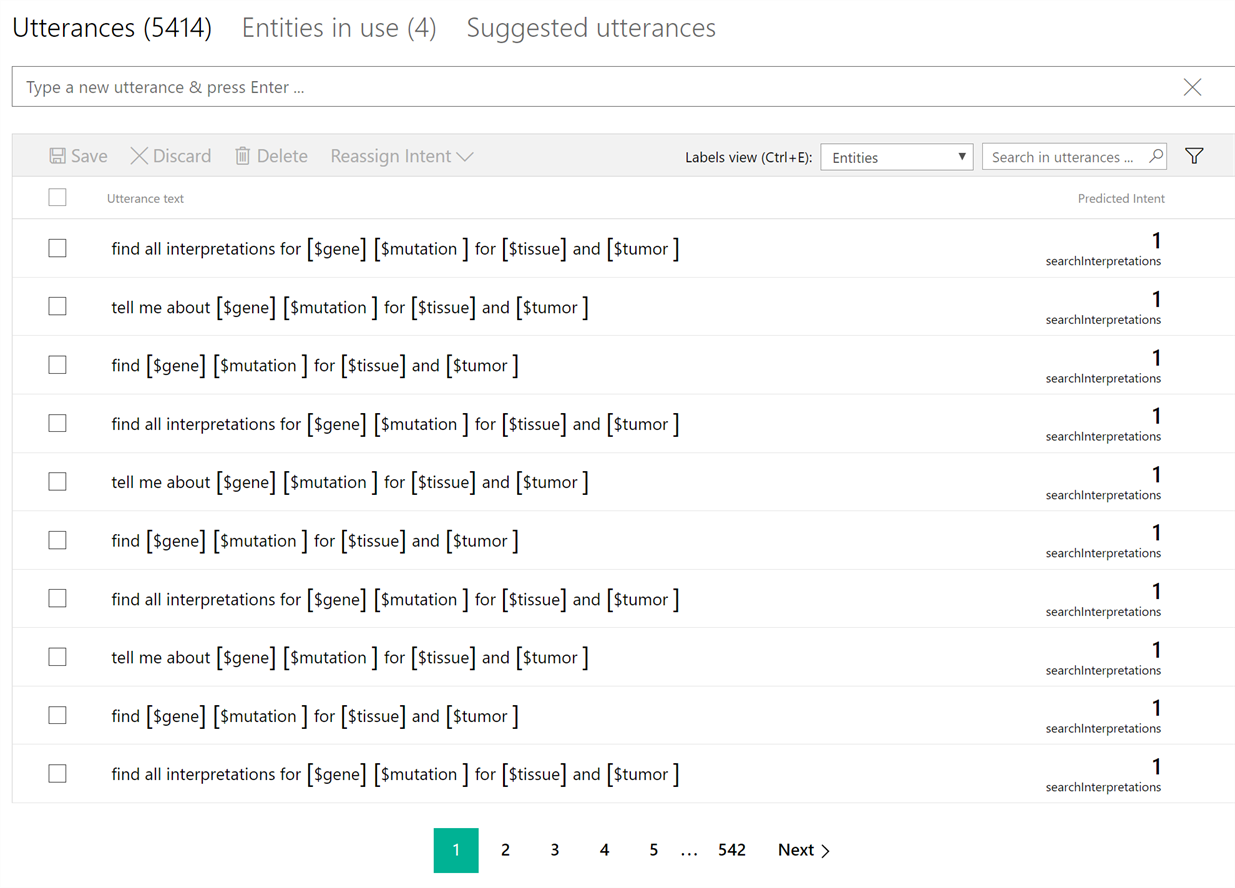 Utterances (5414) Entities in use (4) Suggested utterances
Type a new utterance & press Enter ...
Save Discard Delete Reassign Intent Labels view (Ctrl+E): Entities Search in utterances ...
Utterance text Predicted Intent
find all interpretations for [$gene] [$mutation ] for [$tissue] and [$tumor ] 1
searchInterpretations
tell me about [$gene] [$mutation ] for [$tissue] and [$tumor ] 1
searchInterpretations
find [$gene] [$mutation ] for [$tissue] and [$tumor ] 1
searchInterpretations
find all interpretations for [$gene] [$mutation ] for [$tissue] and [$tumor ] 1
searchInterpretations
tell me about [$gene] [$mutation ] for [$tissue] and [$tumor ] 1
searchInterpretations
find [$gene] [$mutation ] for [$tissue] and [$tumor ] 1
searchInterpretations
find all interpretations for [$gene] [$mutation ] for [$tissue] and [$tumor ] 1
searchInterpretations
tell me about [$gene] [$mutation ] for [$tissue] and [$tumor ] 1
searchInterpretations
find [$gene] [$mutation ] for [$tissue] and [$tumor ] 1
searchInterpretations
find all interpretations for [$gene] [$mutation ] for [$tissue] and [$tumor ] 1
searchInterpretations
1 2 3 4 5 ... 542 Next